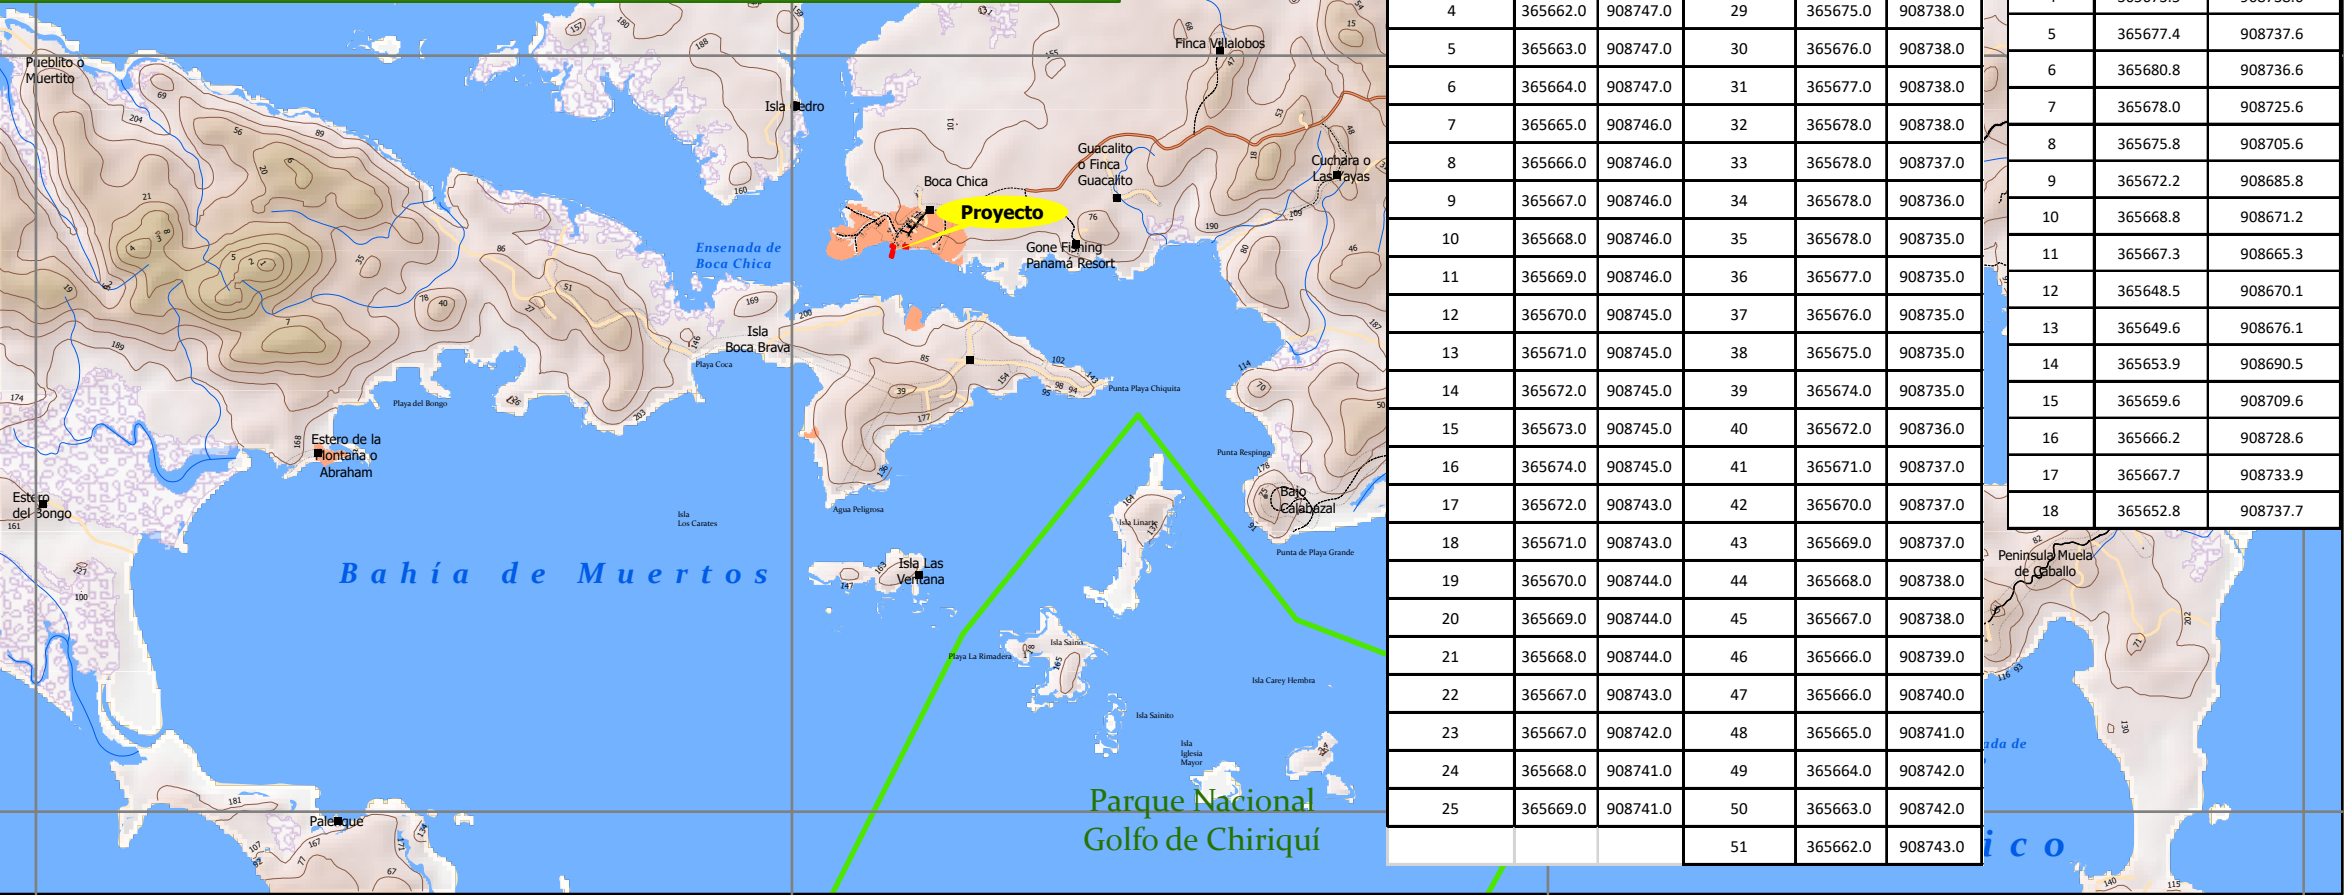 Pueblito o
Muertito
Isla Pedro
Finca Villalobos
Guacalito
o Finca
Guacalito
Cuchara o
Las Yayas
Boca Chica
Proyecto
Gone Fishing
Panamá Resort
Ensenada de
Boca Chica
Isla
Boca Brava
Playa Coca
Playa del Bongo
Punta Playa Chiquita
Estero de la
Montaña o
Abraham
Estero
del Bongo
Punta Respinga
Bajo
Calabazal
Punta de Playa Grande
Agua Peligrosa
Isla
Los Carates
Isla Linarte
Isla Las
Ventana
Bahía de Muertos
Isla Saino
Playa La Rimadera
Isla Carey Hembra
Isla Sainito
Isla
Iglesia
Mayor
Parque Nacional
Golfo de Chiriquí
Palenque
Peninsula Muela
de Caballo
ada de
ico
4 365662.0 908747.0 29 365675.0 908738.0
5 365663.0 908747.0 30 365676.0 908738.0
6 365664.0 908747.0 31 365677.0 908738.0
7 365665.0 908746.0 32 365678.0 908738.0
8 365666.0 908746.0 33 365678.0 908737.0
9 365667.0 908746.0 34 365678.0 908736.0
10 365668.0 908746.0 35 365678.0 908735.0
11 365669.0 908746.0 36 365677.0 908735.0
12 365670.0 908745.0 37 365676.0 908735.0
13 365671.0 908745.0 38 365675.0 908735.0
14 365672.0 908745.0 39 365674.0 908735.0
15 365673.0 908745.0 40 365672.0 908736.0
16 365674.0 908745.0 41 365671.0 908737.0
17 365672.0 908743.0 42 365670.0 908737.0
18 365671.0 908743.0 43 365669.0 908737.0
19 365670.0 908744.0 44 365668.0 908738.0
20 365669.0 908744.0 45 365667.0 908738.0
21 365668.0 908744.0 46 365666.0 908739.0
22 365667.0 908743.0 47 365666.0 908740.0
23 365667.0 908742.0 48 365665.0 908741.0
24 365668.0 908741.0 49 365664.0 908742.0
25 365669.0 908741.0 50 365663.0 908742.0
51 365662.0 908743.0
5 365677.4 908737.6
6 365680.8 908736.6
7 365678.0 908725.6
8 365675.8 908705.6
9 365672.2 908685.8
10 365668.8 908671.2
11 365667.3 908665.3
12 365648.5 908670.1
13 365649.6 908676.1
14 365653.9 908690.5
15 365659.6 908709.6
16 365666.2 908728.6
17 365667.7 908733.9
18 365652.8 908737.7